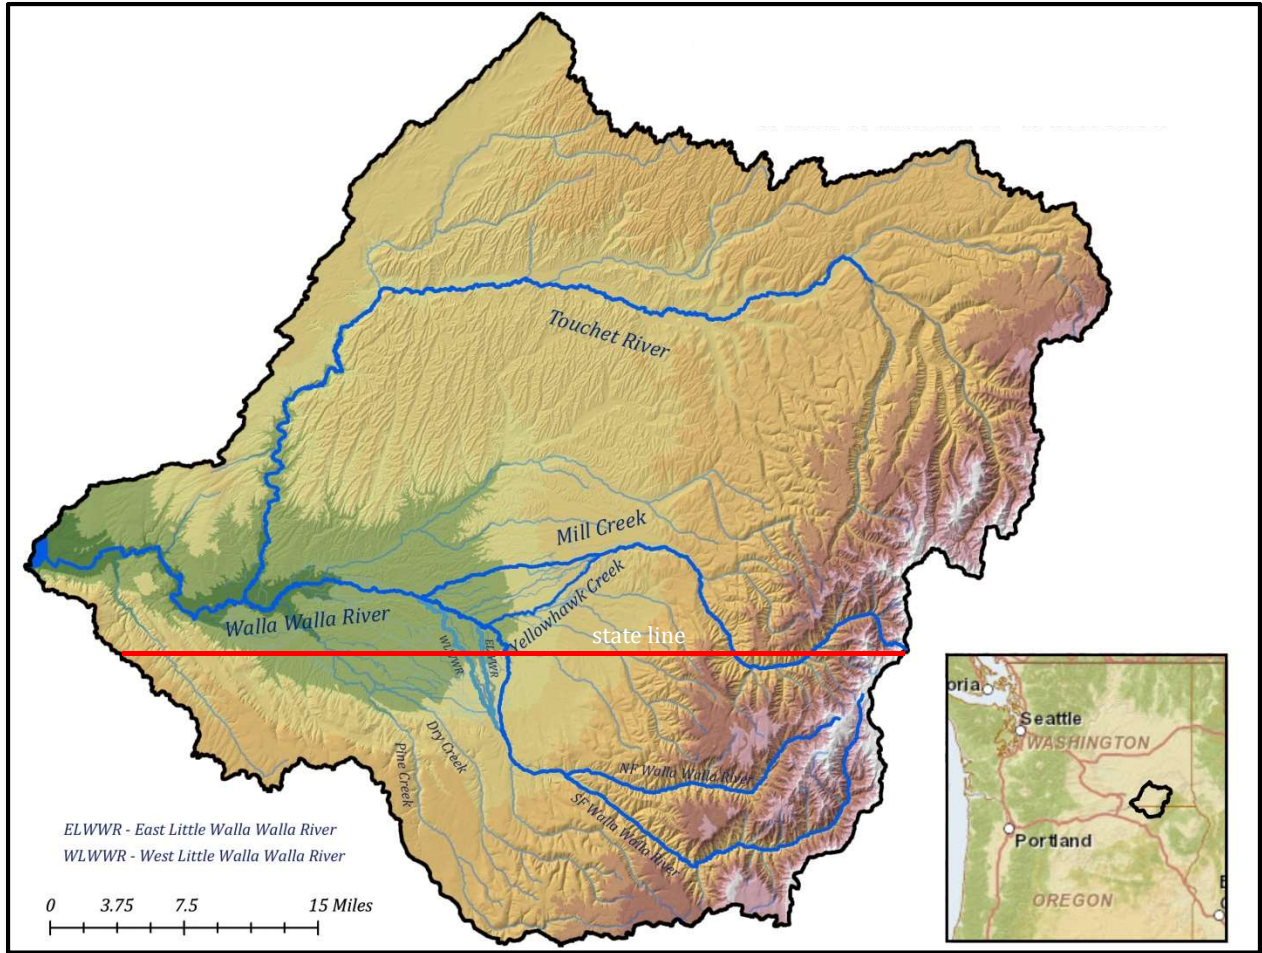 Touchet River
Mill Creek
Yellowhawk Creek
Walla Walla River
state line
WLWWR
ELWWR
Dry Creek
Pine Creek
NF Walla Walla River
SF Walla Walla River
ELWWR - East Little Walla Walla River
WLWWR - West Little Walla Walla River
0 3.75 7.5 15 Miles
oria
Seattle
WASHINGTON
Portland
OREGON